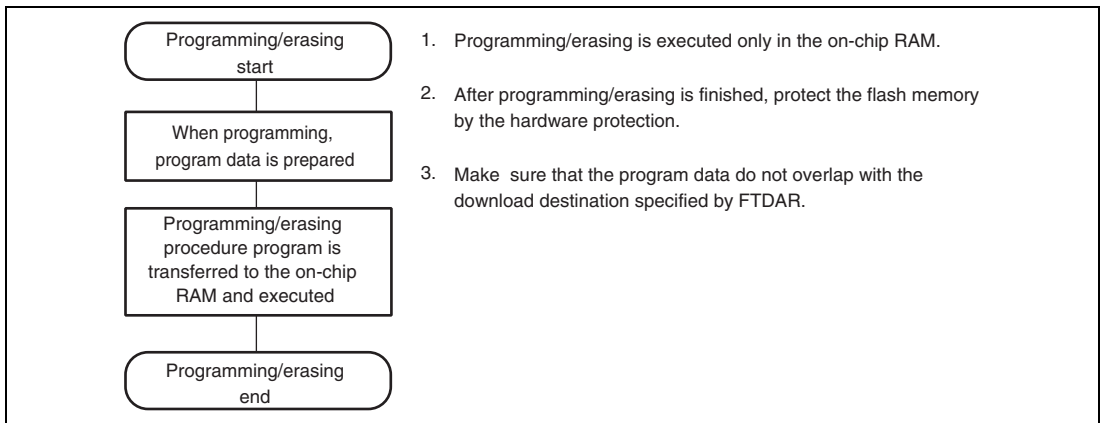 Programming/erasing
start
When programming,
program data is prepared
Programming/erasing
procedure program is
transferred to the on-chip
RAM and executed
Programming/erasing
end
1. Programming/erasing is executed only in the on-chip RAM.
2. After programming/erasing is finished, protect the flash memory
by the hardware protection.
3. Make sure that the program data do not overlap with the
download destination specified by FTDAR.